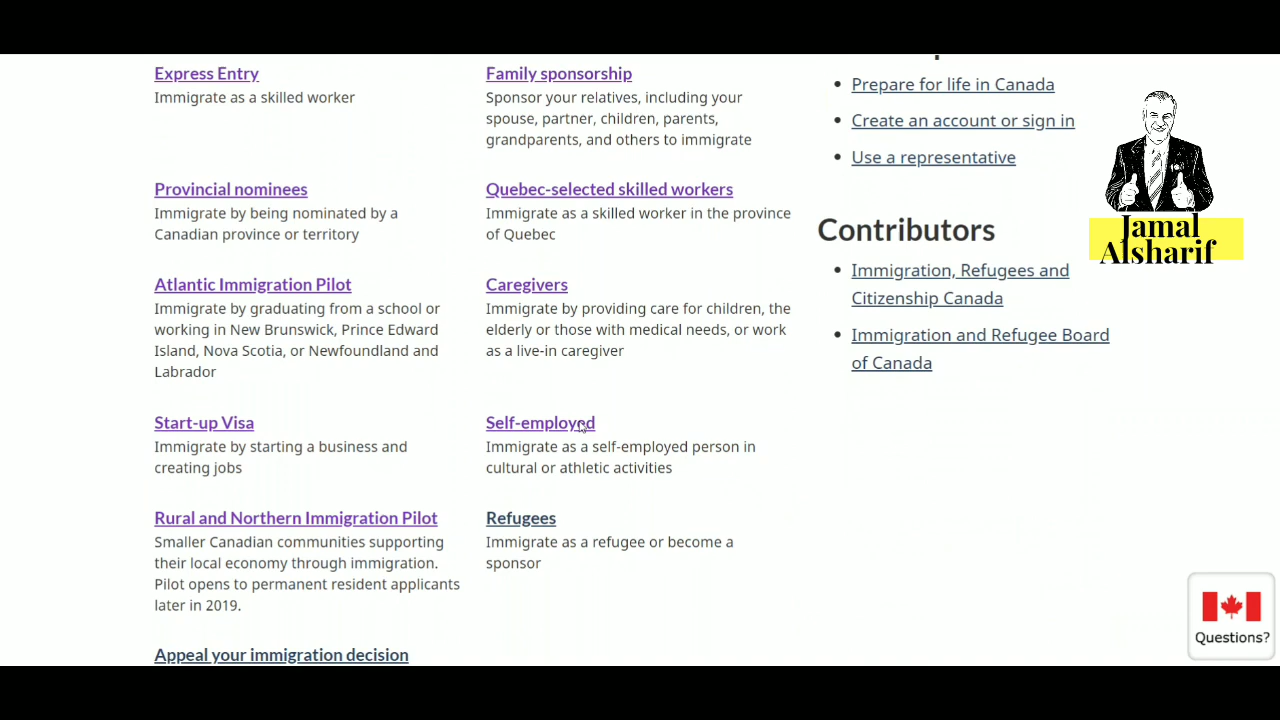 Express Entry
Immigrate as a skilled worker
Family sponsorship
Sponsor your relatives, including your
spouse, partner, children, parents,
grandparents, and others to immigrate
Provincial nominees
Immigrate by being nominated by a
Canadian province or territory
Quebec-selected skilled workers
Immigrate as a skilled worker in the province
of Quebec
Atlantic Immigration Pilot
Immigrate by graduating from a school or
working in New Brunswick, Prince Edward
Island, Nova Scotia, or Newfoundland and
Labrador
Caregivers
Immigrate by providing care for children, the
elderly or those with medical needs, or work
as a live-in caregiver
Start-up Visa
Immigrate by starting a business and
creating jobs
Self-employed
Immigrate as a self-employed person in
cultural or athletic activities
Rural and Northern Immigration Pilot
Smaller Canadian communities supporting
their local economy through immigration.
Pilot opens to permanent resident applicants
later in 2019.
Refugees
Immigrate as a refugee or become a
sponsor
Appeal your immigration decision
Prepare for life in Canada
Create an account or sign in
Use a representative
Contributors
Immigration, Refugees and
Citizenship Canada
Immigration and Refugee Board
of Canada
Jamal
Alsharif
Questions?